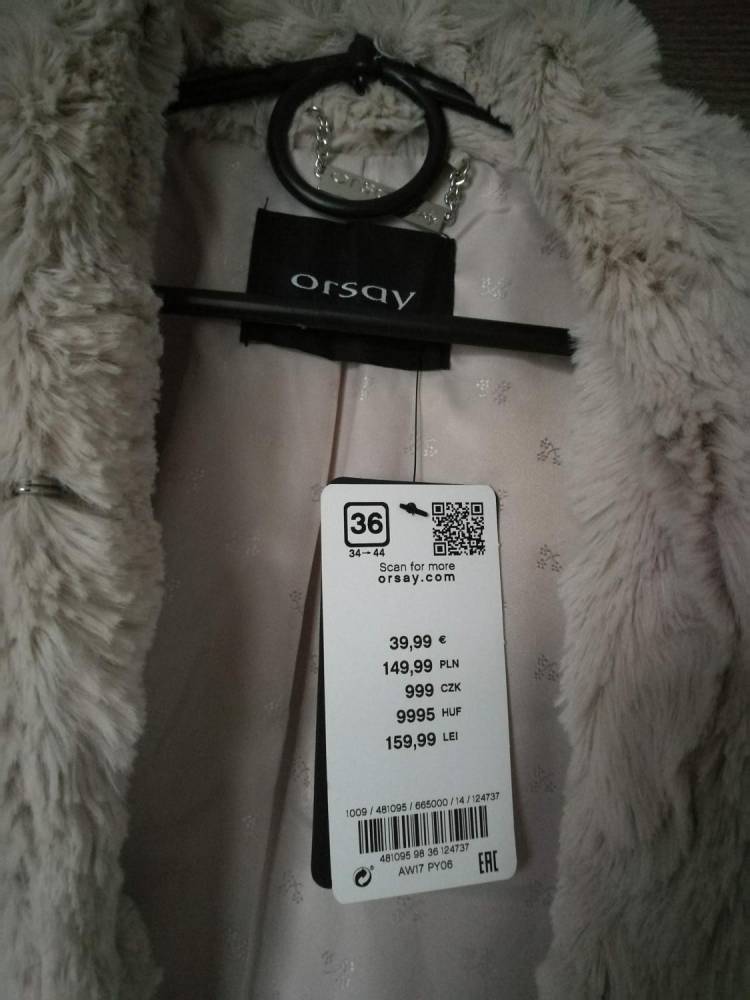 orsay
36
34→44
Scan for more
orsay.com
39,99 €
149,99 PLN
999 CZK
9995 HUF
159,99 LEI
1009 / 481095 / 665000 / 14 / 124737
481095 98 36 124737
AW17 PY06
EAC